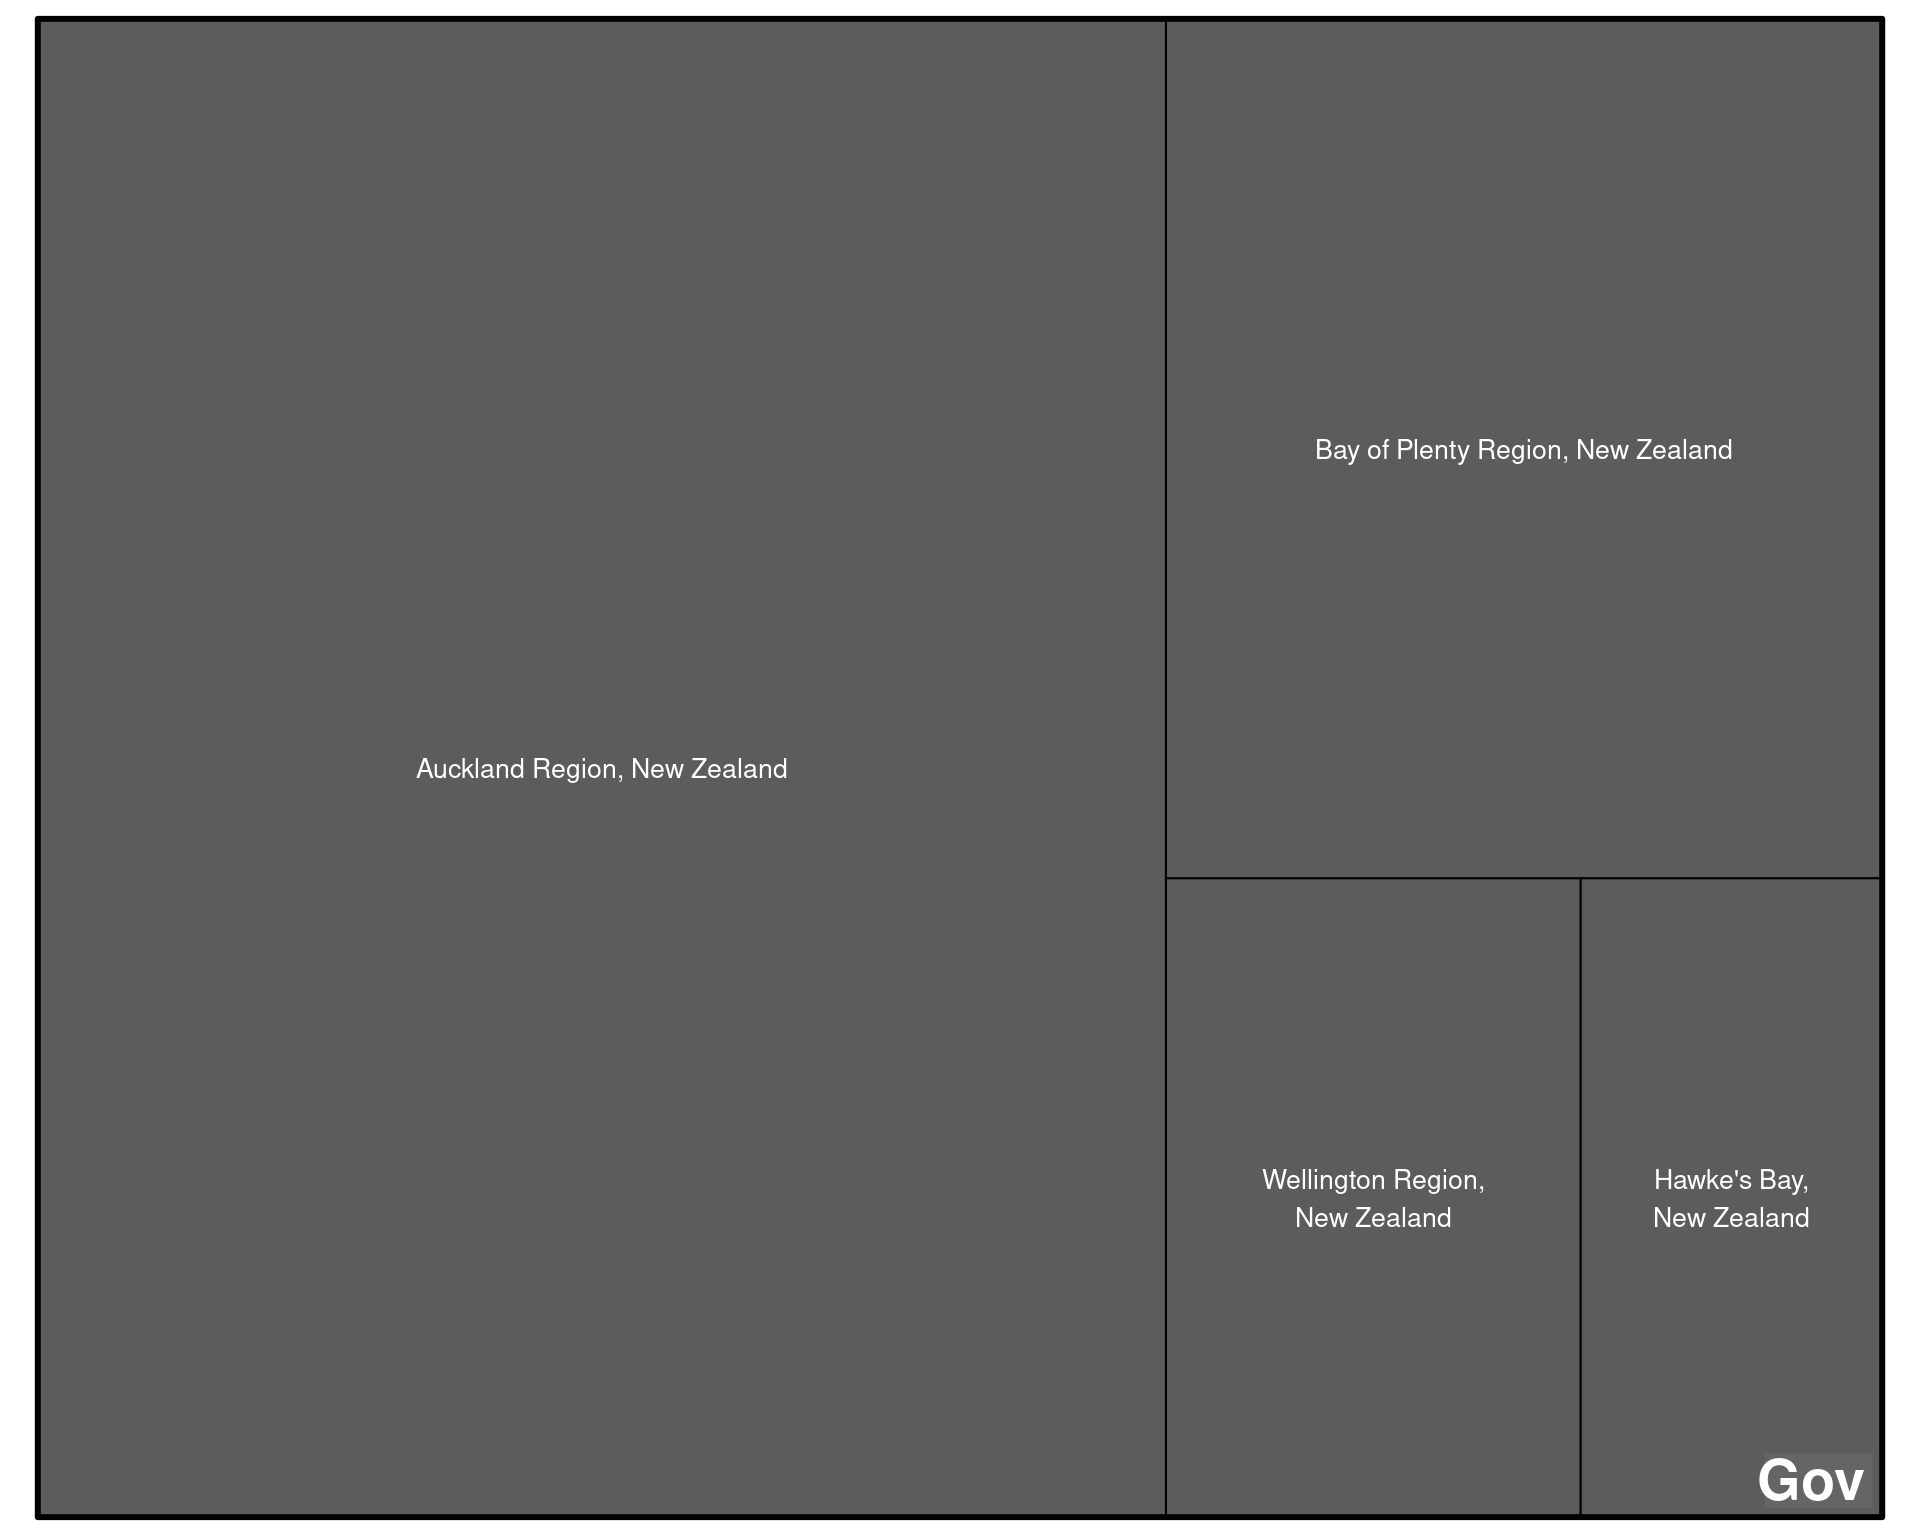 Auckland Region, New Zealand
Bay of Plenty Region, New Zealand
Wellington Region,
New Zealand
Hawke's Bay,
New Zealand
Gov